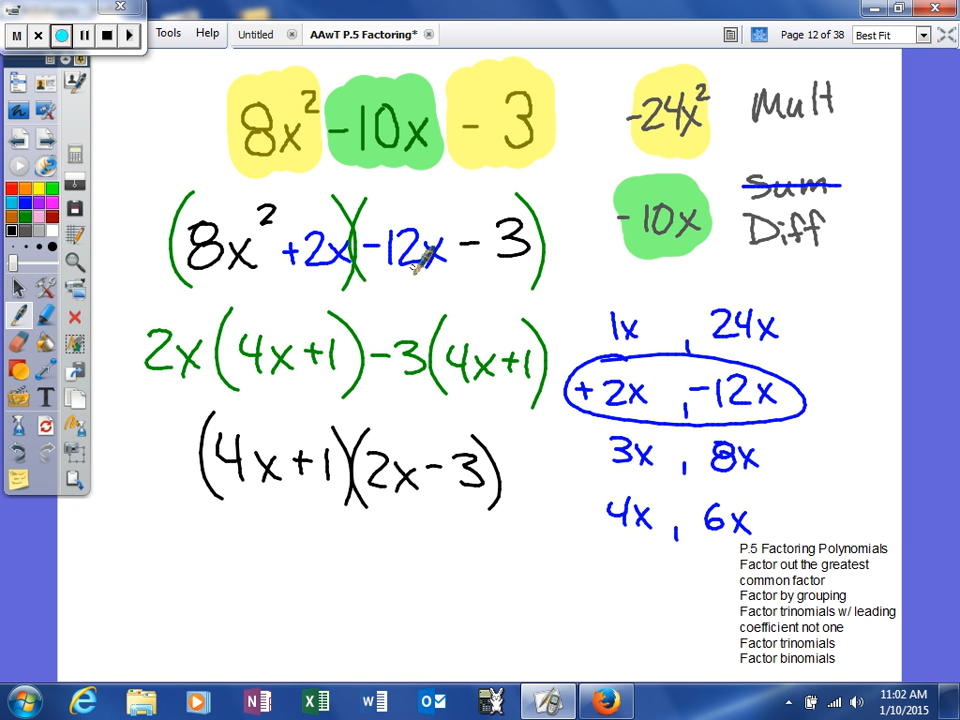 M
Tools Help Untitled AAwT P.5 Factoring* Page 12 of 38 Best Fit
8x² -10x - 3
-24x² Mult
-10x Sum
Diff
(8x² +2x)(-12x - 3)
2x(4x+1)-3(4x+1)
(4x+1)(2x-3)
1x , 24x
+2x , -12x
3x , 8x
4x , 6x
P.5 Factoring Polynomials
Factor out the greatest
common factor
Factor by grouping
Factor trinomials w/ leading
coefficient not one
Factor trinomials
Factor binomials
11:02 AM
1/10/2015